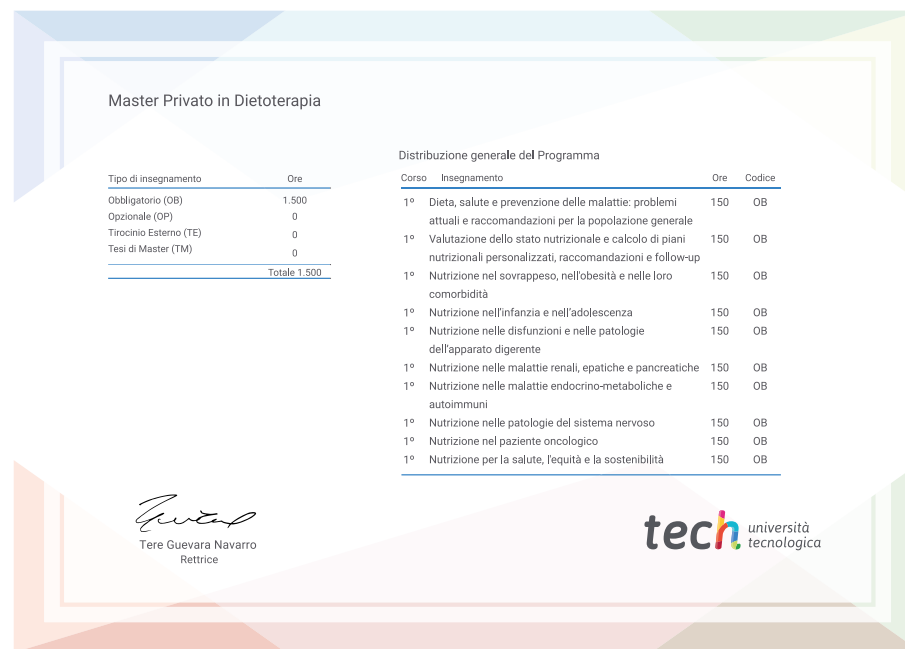 Master Privato in Dietoterapia
Tipo di insegnamento Ore
Obbligatorio (OB) 1.500
Opzionale (OP) 0
Tirocinio Esterno (TE) 0
Tesi di Master (TM) 0
Totale 1.500
Distribuzione generale del Programma
Corso Insegnamento Ore Codice
1º Dieta, salute e prevenzione delle malattie: problemi 150 OB
attuali e raccomandazioni per la popolazione generale
1º Valutazione dello stato nutrizionale e calcolo di piani 150 OB
nutrizionali personalizzati, raccomandazioni e follow-up
1º Nutrizione nel sovrappeso, nell'obesità e nelle loro 150 OB
comorbidità
1º Nutrizione nell'infanzia e nell'adolescenza 150 OB
1º Nutrizione nelle disfunzioni e nelle patologie 150 OB
dell'apparato digerente
1º Nutrizione nelle malattie renali, epatiche e pancreatiche 150 OB
1º Nutrizione nelle malattie endocrino-metaboliche e 150 OB
autoimmuni
1º Nutrizione nelle patologie del sistema nervoso 150 OB
1º Nutrizione nel paziente oncologico 150 OB
1º Nutrizione per la salute, l'equità e la sostenibilità 150 OB
Tere Guevara Navarro
Rettrice
tech università
tecnologica